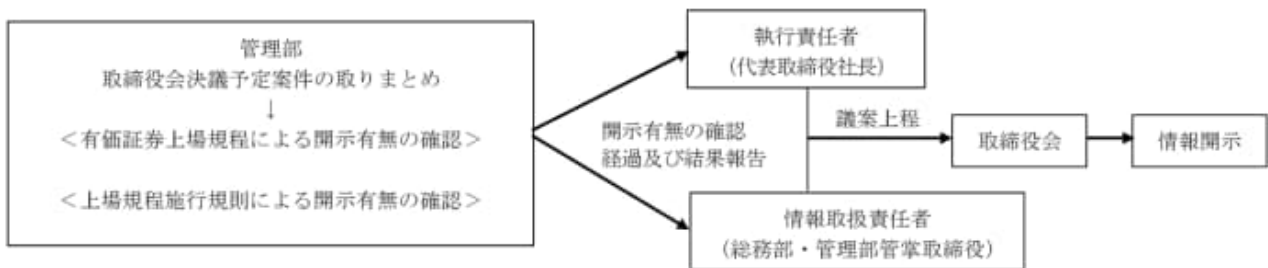 管理部
取締役会決議予定案件の取りまとめ
↓
＜有価証券上場規程による開示有無の確認＞
＜上場規程施行規則による開示有無の確認＞
開示有無の確認
経過及び結果報告
執行責任者
（代表取締役社長）
情報取扱責任者
（総務部・管理部管掌取締役）
議案上程
取締役会
情報開示